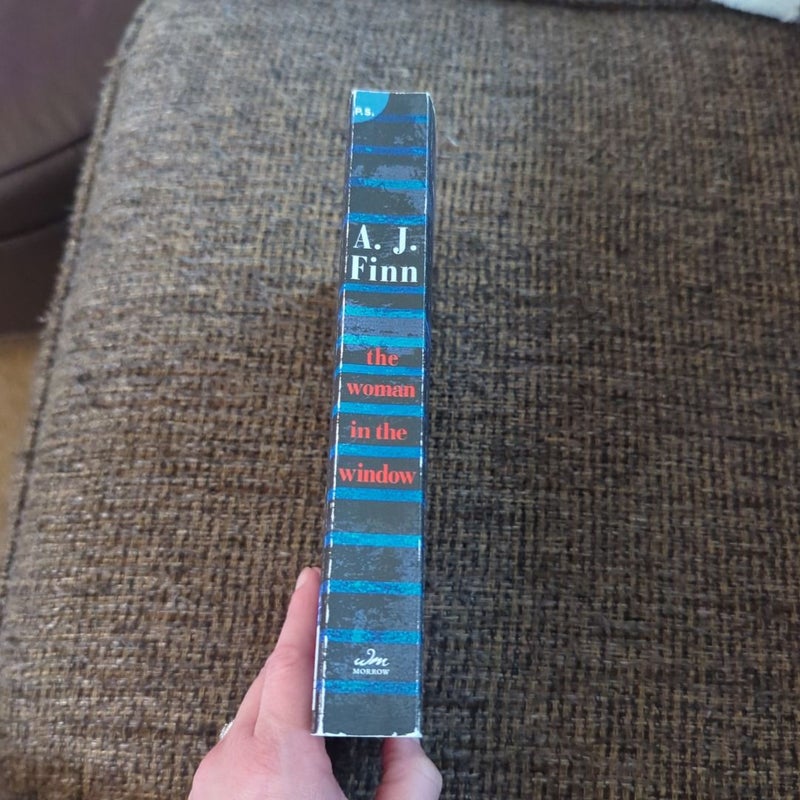 P.S.
A. J.
Finn
the
woman
in the
window
wm
MORROW